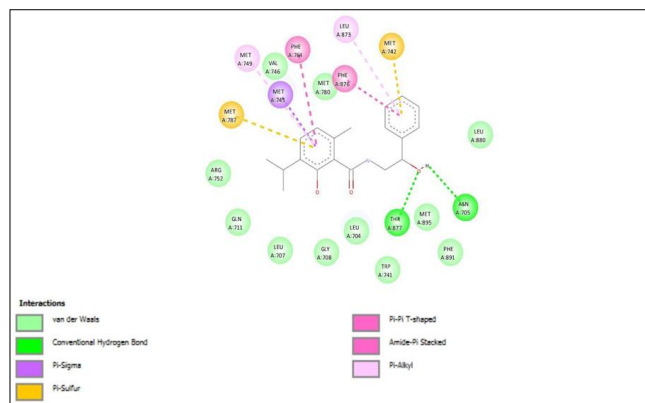 LEU
A:873
MET
A:742
PHE
A:764
MET
A:749
VAL
A:746
MET
A:780
PHE
A:876
MET
A:745
MET
A:787
LEU
A:880
ARG
A:752
ASN
A:705
GLN
A:711
THR
A:877
MET
A:895
LEU
A:704
LEU
A:707
GLY
A:708
PHE
A:891
TRP
A:741
Interactions
van der Waals
Conventional Hydrogen Bond
Pi-Sigma
Pi-Sulfur
Pi-Pi T-shaped
Amide-Pi Stacked
Pi-Alkyl